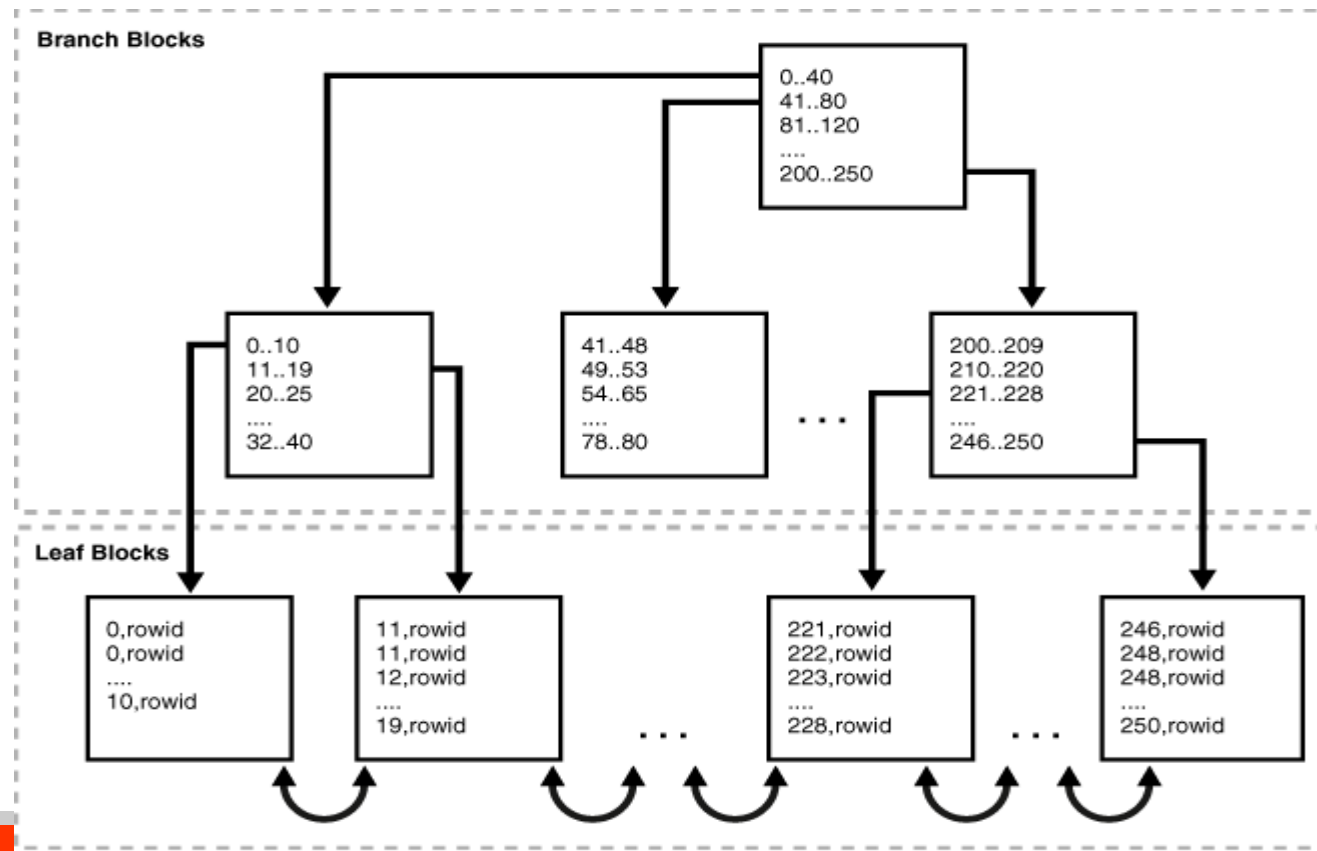 Branch Blocks
0..40
41..80
81..120
....
200..250
0..10
11..19
20..25
....
32..40
41..48
49..53
54..65
....
78..80
. . .
200..209
210..220
221..228
....
246..250
Leaf Blocks
0,rowid
0,rowid
....
10,rowid
11,rowid
11,rowid
12,rowid
....
19,rowid
. . .
221,rowid
222,rowid
223,rowid
....
228,rowid
. . .
246,rowid
248,rowid
248,rowid
....
250,rowid